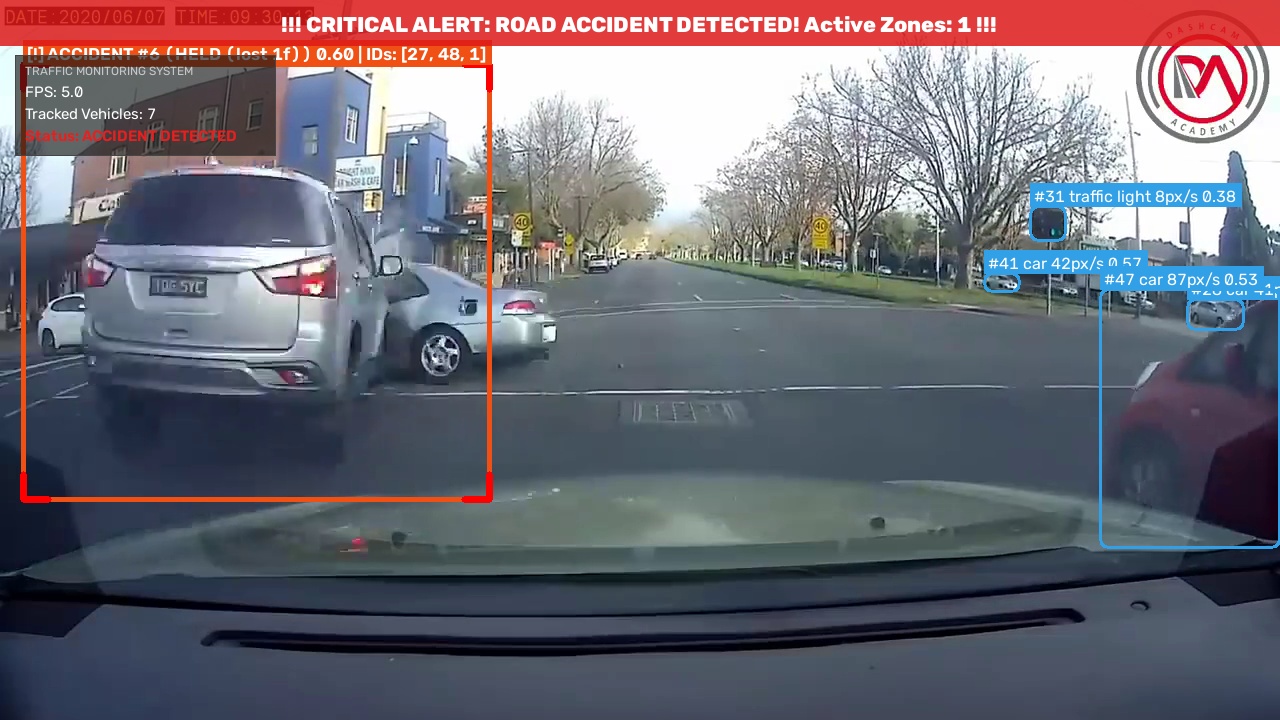 DATE:2020/06/07 TIME:09:30:13
!!! CRITICAL ALERT: ROAD ACCIDENT DETECTED! Active Zones: 1 !!!
[!] ACCIDENT #6 (HELD (lost 1f)) 0.60 | IDs: [27, 48, 1]
TRAFFIC MONITORING SYSTEM
FPS: 5.0
Tracked Vehicles: 7
Status: ACCIDENT DETECTED
DASHCAM
DA
ACADEMY
#31 traffic light 8px/s 0.38
#41 car 42px/s 0.57
#47 car 87px/s 0.53
40
40